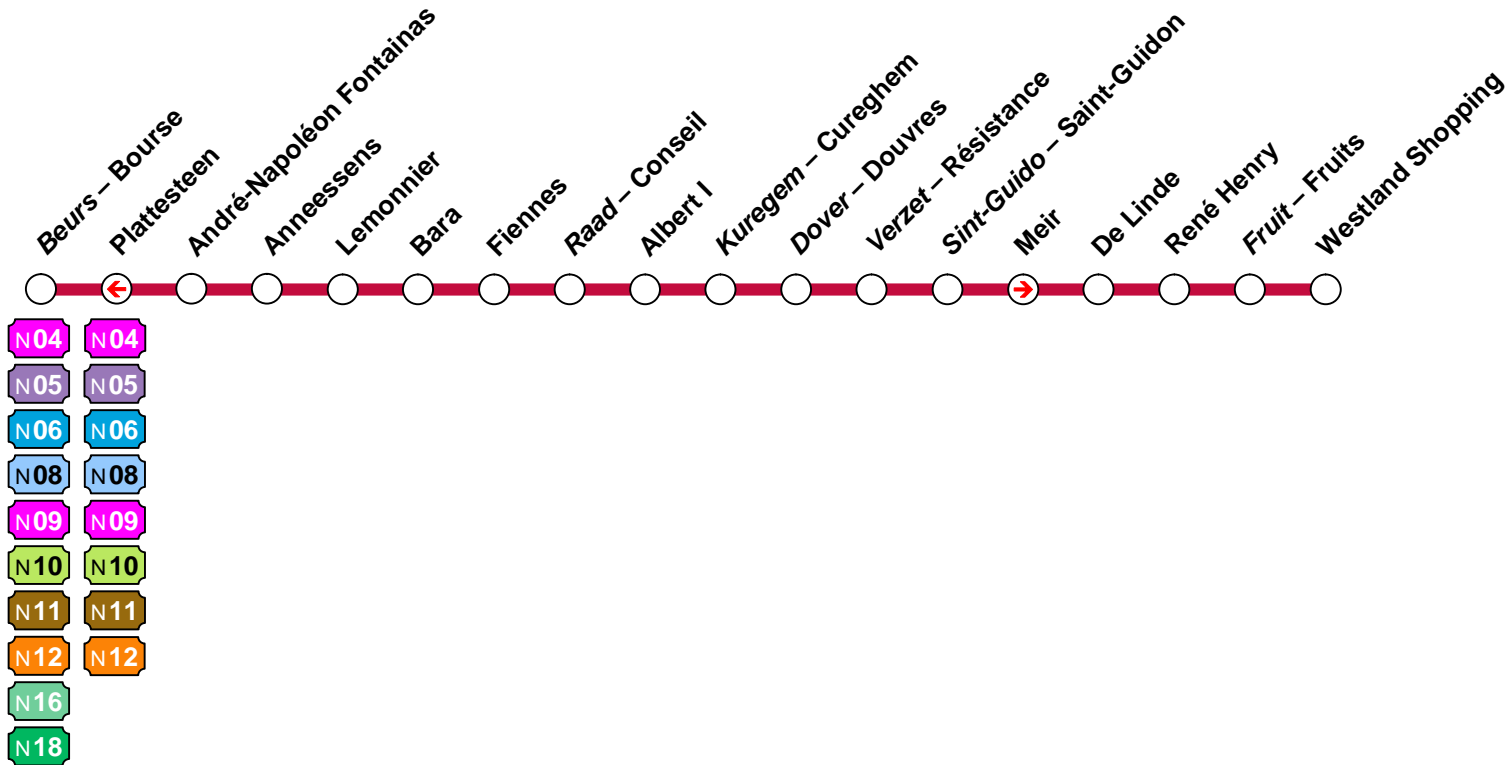 Beurs – Bourse
Plattesteen
André-Napoléon Fontainas
Anneessens
Lemonnier
Bara
Fiennes
Raad – Conseil
Albert I
Kuregem – Cureghem
Dover – Douvres
Verzet – Résistance
Sint-Guido – Saint-Guidon
Meir
De Linde
René Henry
Fruit – Fruits
Westland Shopping
N04 N04
N05 N05
N06 N06
N08 N08
N09 N09
N10 N10
N11 N11
N12 N12
N16
N18